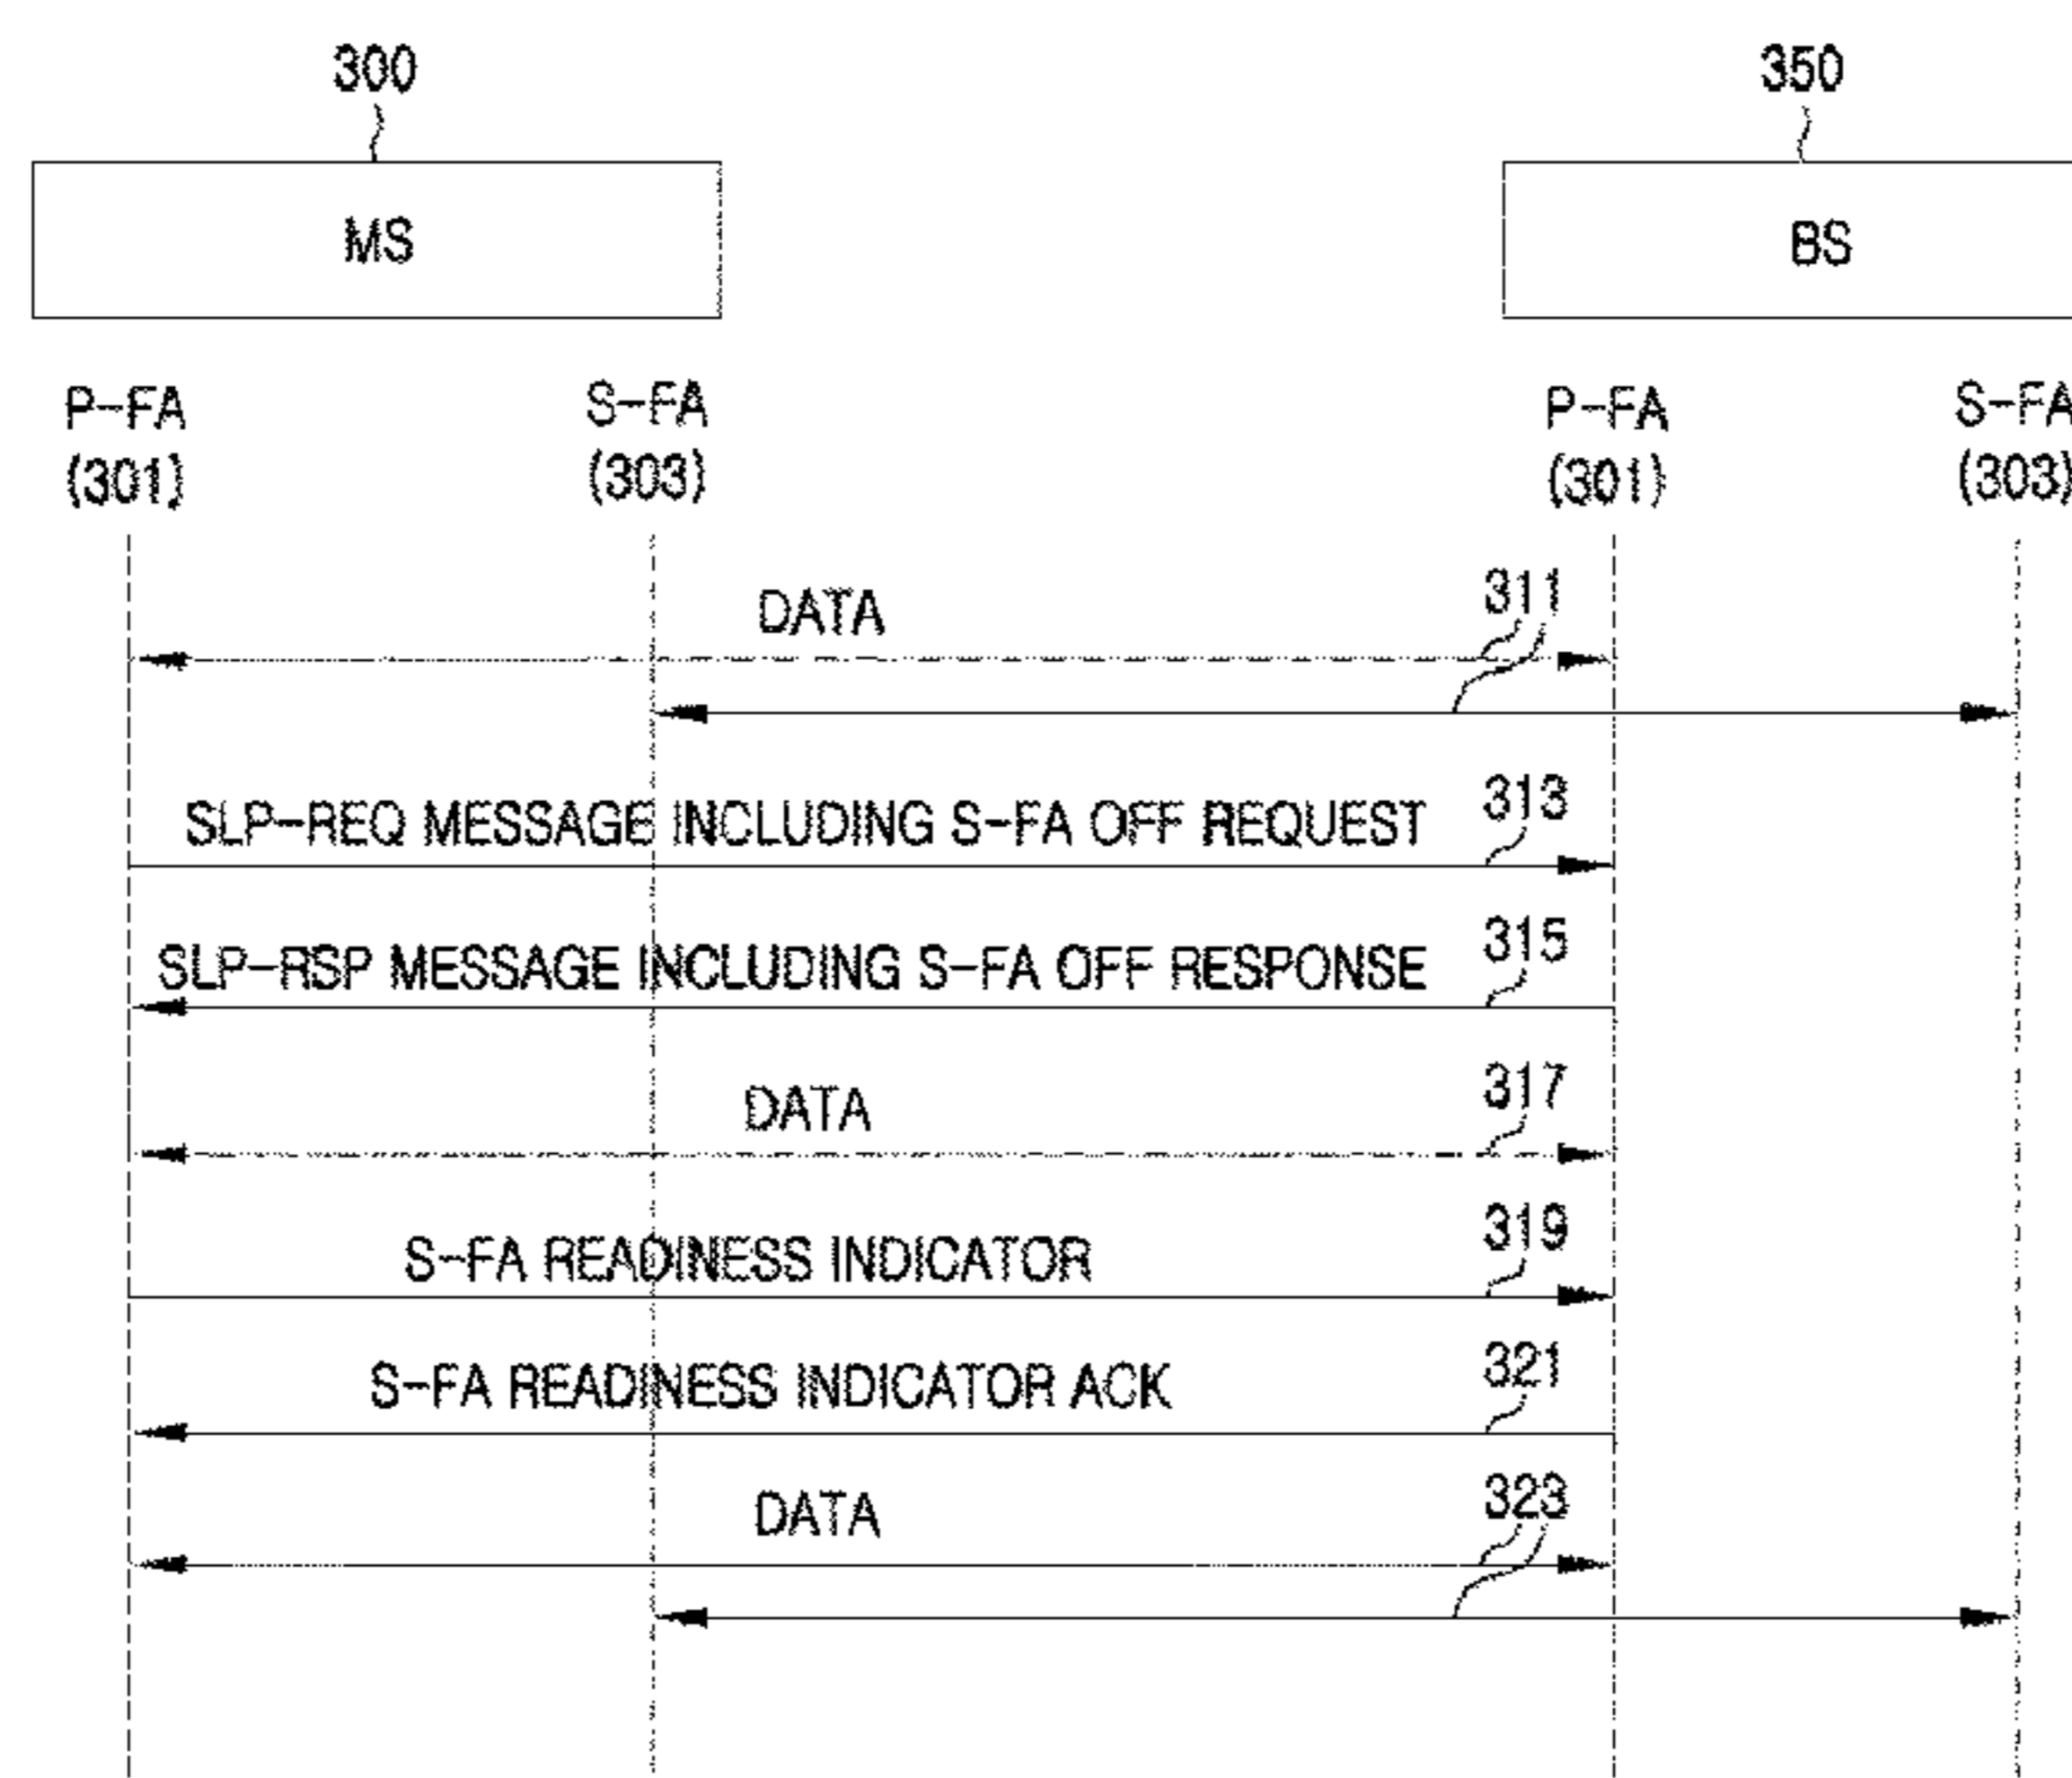 300
350
MS
BS
P-FA
(301)
S-FA
(303)
P-FA
(301)
S-FA
(303)
DATA
311
SLP-REQ MESSAGE INCLUDING S-FA OFF REQUEST
313
SLP-RSP MESSAGE INCLUDING S-FA OFF RESPONSE
315
DATA
317
S-FA READINESS INDICATOR
319
S-FA READINESS INDICATOR ACK
321
DATA
323